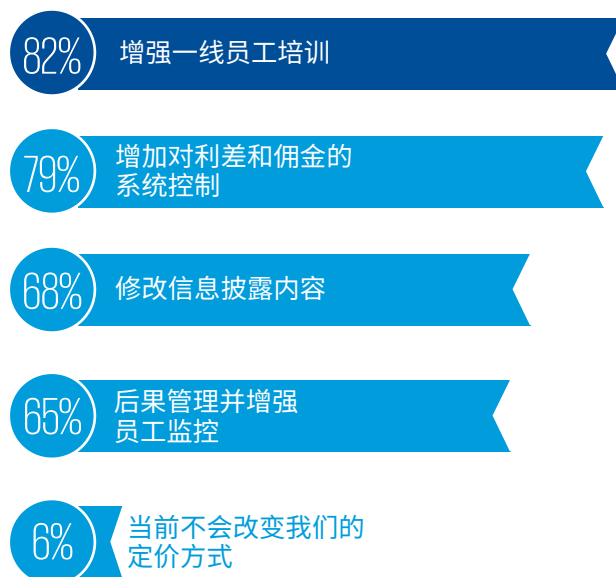 82%
增强一线员工培训
79%
增加对利差和佣金的
系统控制
68%
修改信息披露内容
65%
后果管理并增强
员工监控
6%
当前不会改变我们的
定价方式